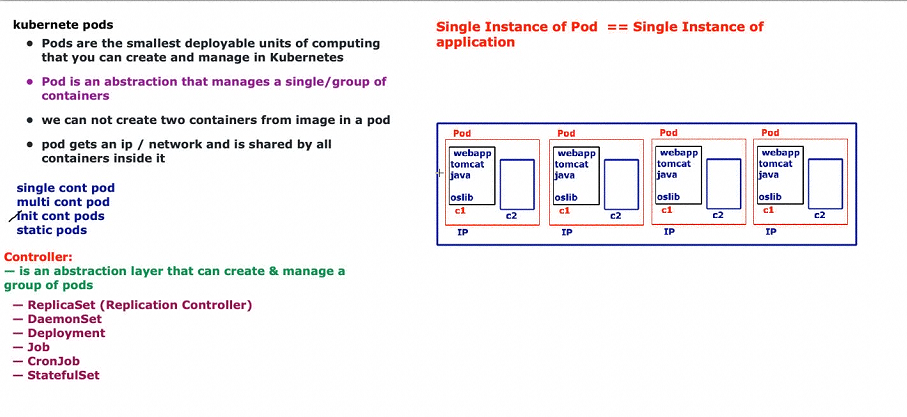 kubernete pods
• Pods are the smallest deployable units of computing
that you can create and manage in Kubernetes
• Pod is an abstraction that manages a single/group of
containers
• we can not create two containers from image in a pod
• pod gets an ip / network and is shared by all
containers inside it
single cont pod
multi cont pod
init cont pods
static pods
Controller:
— is an abstraction layer that can create & manage a
group of pods
— ReplicaSet (Replication Controller)
— DaemonSet
— Deployment
— Job
— CronJob
— StatefulSet
Single Instance of Pod == Single Instance of
application
Pod
webapp
tomcat
java
oslib
c1
c2
IP
Pod
webapp
tomcat
java
oslib
c1
c2
IP
Pod
webapp
tomcat
java
oslib
c1
c2
IP
Pod
webapp
tomcat
java
oslib
c1
c2
IP